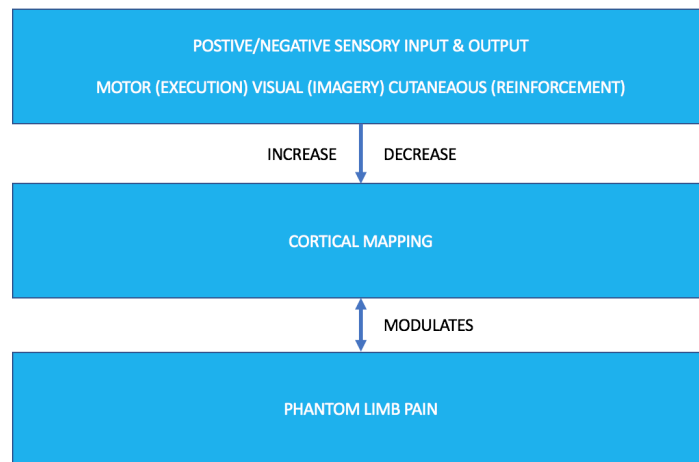 POSTIVE/NEGATIVE SENSORY INPUT & OUTPUT
MOTOR (EXECUTION) VISUAL (IMAGERY) CUTANEAOUS (REINFORCEMENT)
INCREASE DECREASE
CORTICAL MAPPING
MODULATES
PHANTOM LIMB PAIN